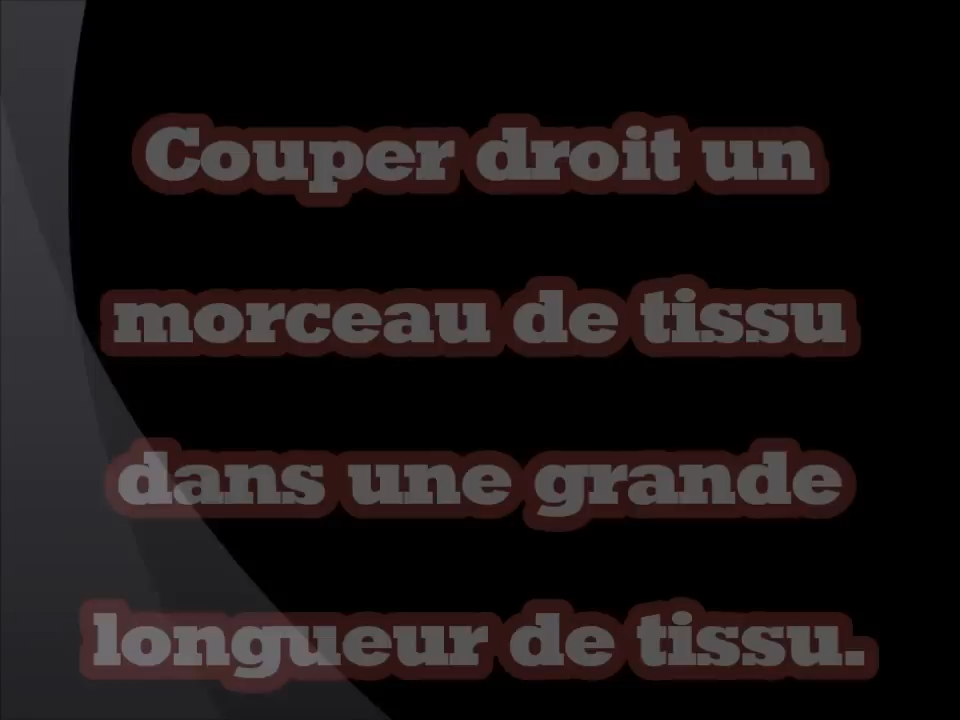 Couper droit un
morceau de tissu
dans une grande
longueur de tissu.